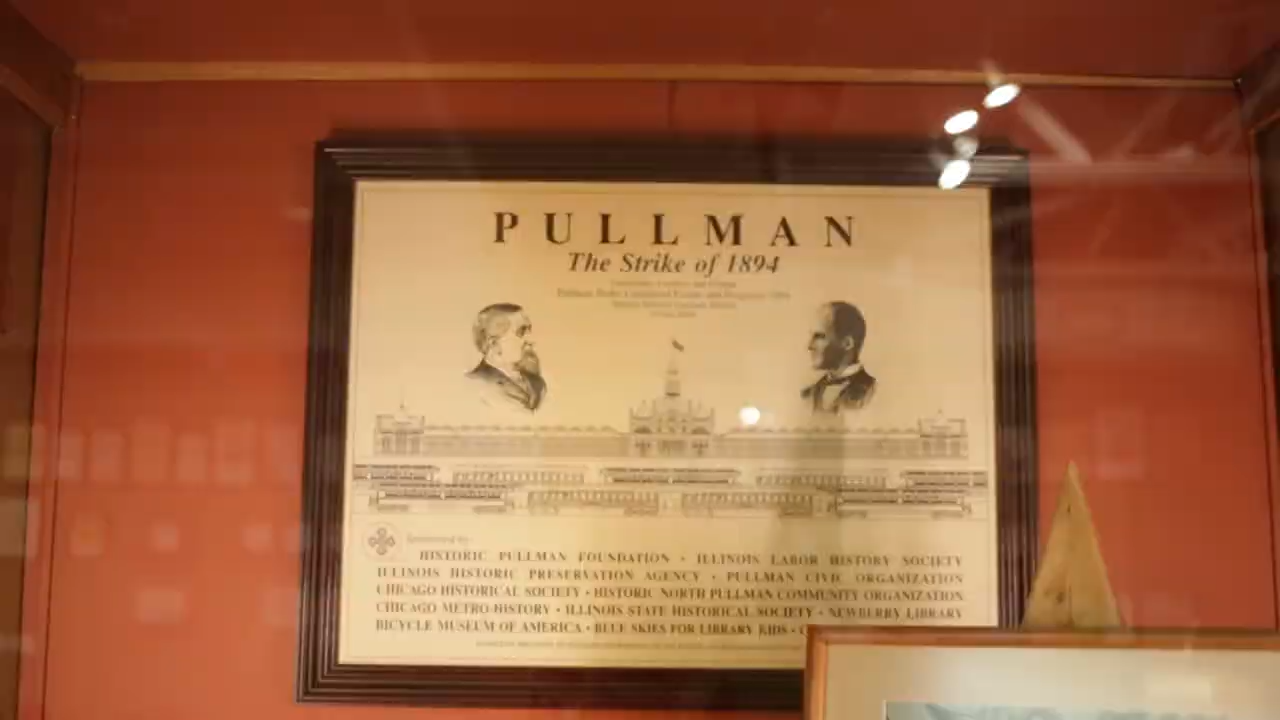 PULLMAN
The Strike of 1894
Sponsored by
HISTORIC PULLMAN FOUNDATION • ILLINOIS LABOR HISTORY SOCIETY
ILLINOIS HISTORIC PRESERVATION AGENCY • PULLMAN CIVIC ORGANIZATION
CHICAGO HISTORICAL SOCIETY • HISTORIC NORTH PULLMAN COMMUNITY ORGANIZATION
CHICAGO METRO HISTORY • ILLINOIS STATE HISTORICAL SOCIETY • NEWBERRY LIBRARY
BICYCLE MUSEUM OF AMERICA • BLUE SKIES FOR LIBRARY KIDS •